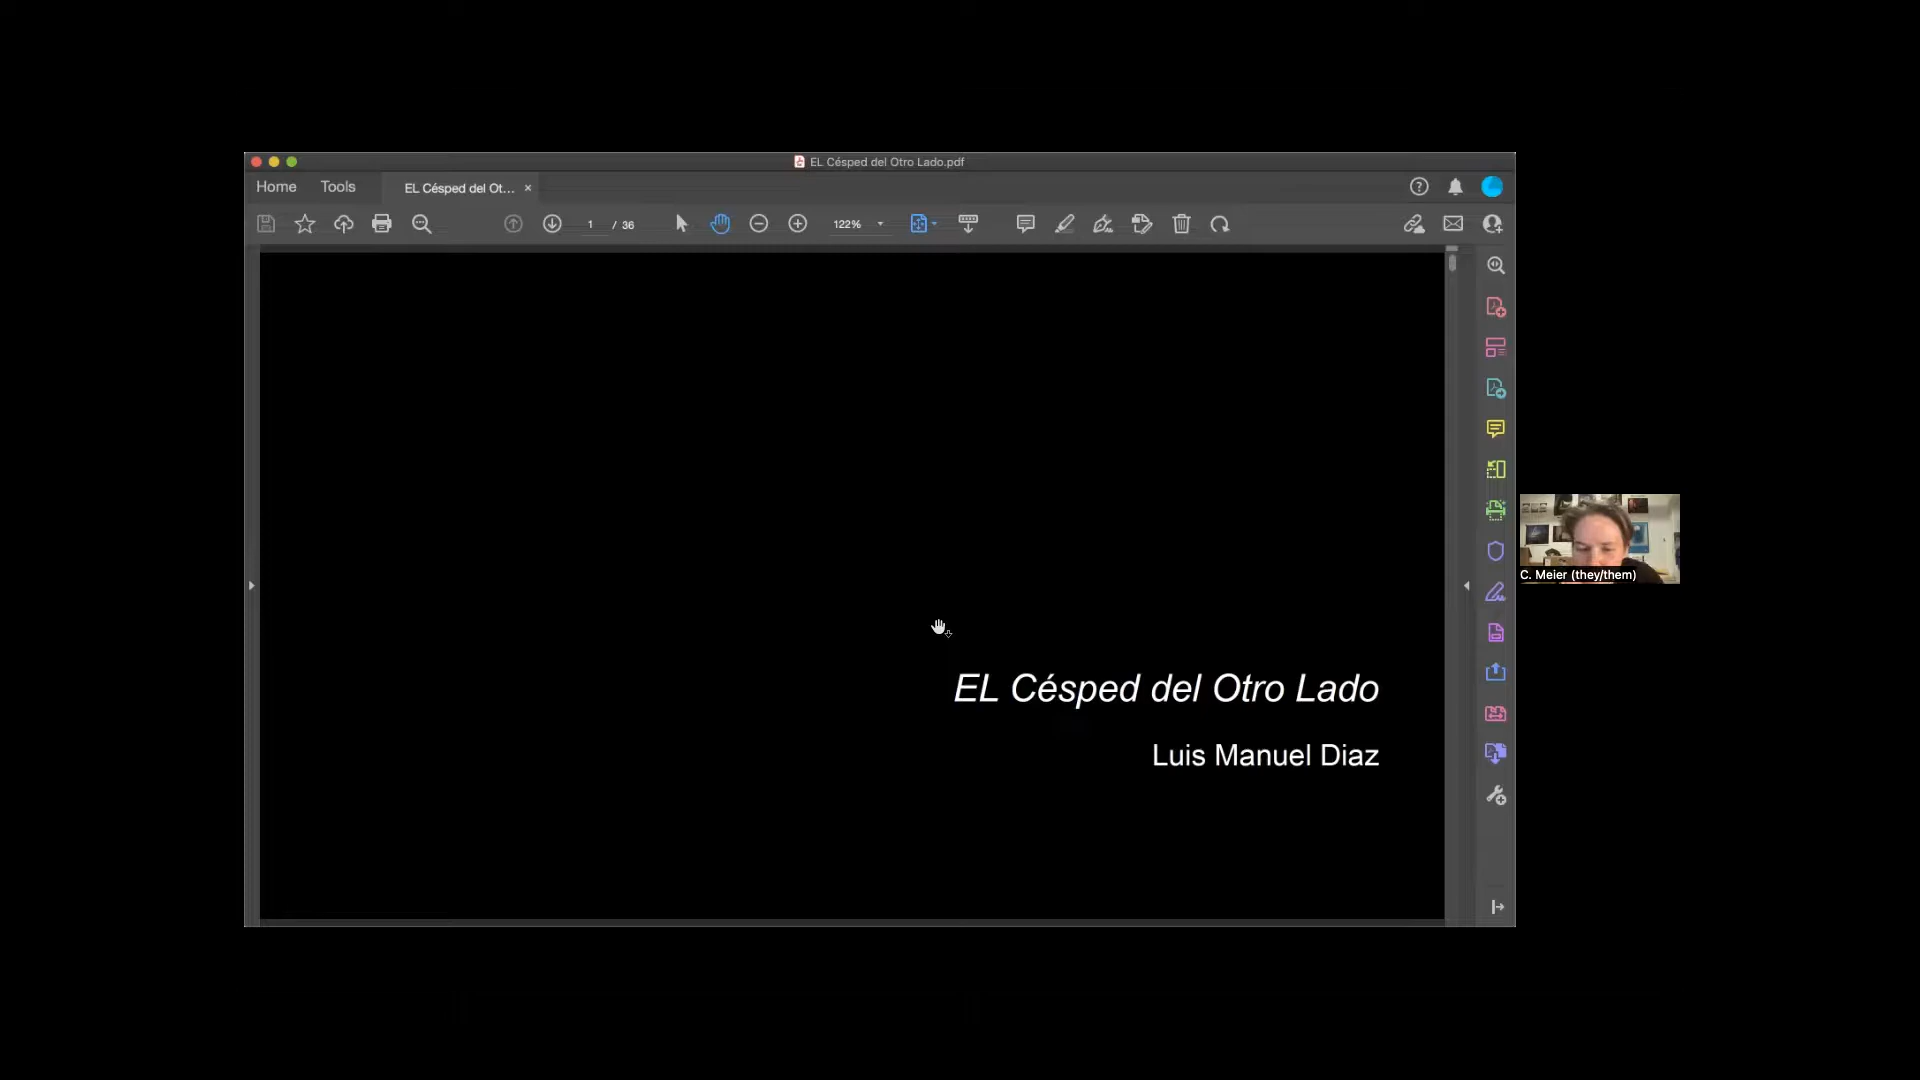 EL Césped del Otro Lado.pdf
Home Tools EL Césped del Ot... ×
1 / 36 122%
EL Césped del Otro Lado
Luis Manuel Diaz
C. Meier (they/them)